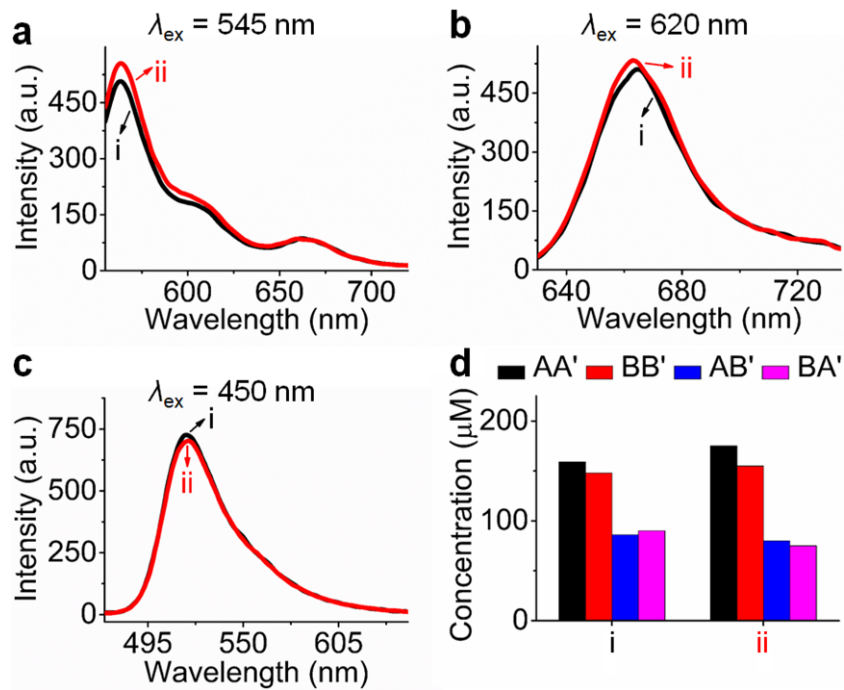 a λex = 545 nm
ii
i
Intensity (a.u.)
450
300
150
0
600 650 700
Wavelength (nm)
b λex = 620 nm
ii
i
Intensity (a.u.)
450
300
150
0
640 680 720
Wavelength (nm)
c λex = 450 nm
i
ii
Intensity (a.u.)
750
500
250
0
495 550 605
Wavelength (nm)
d
AA' BB' AB' BA'
Concentration (μM)
200
100
0
i ii